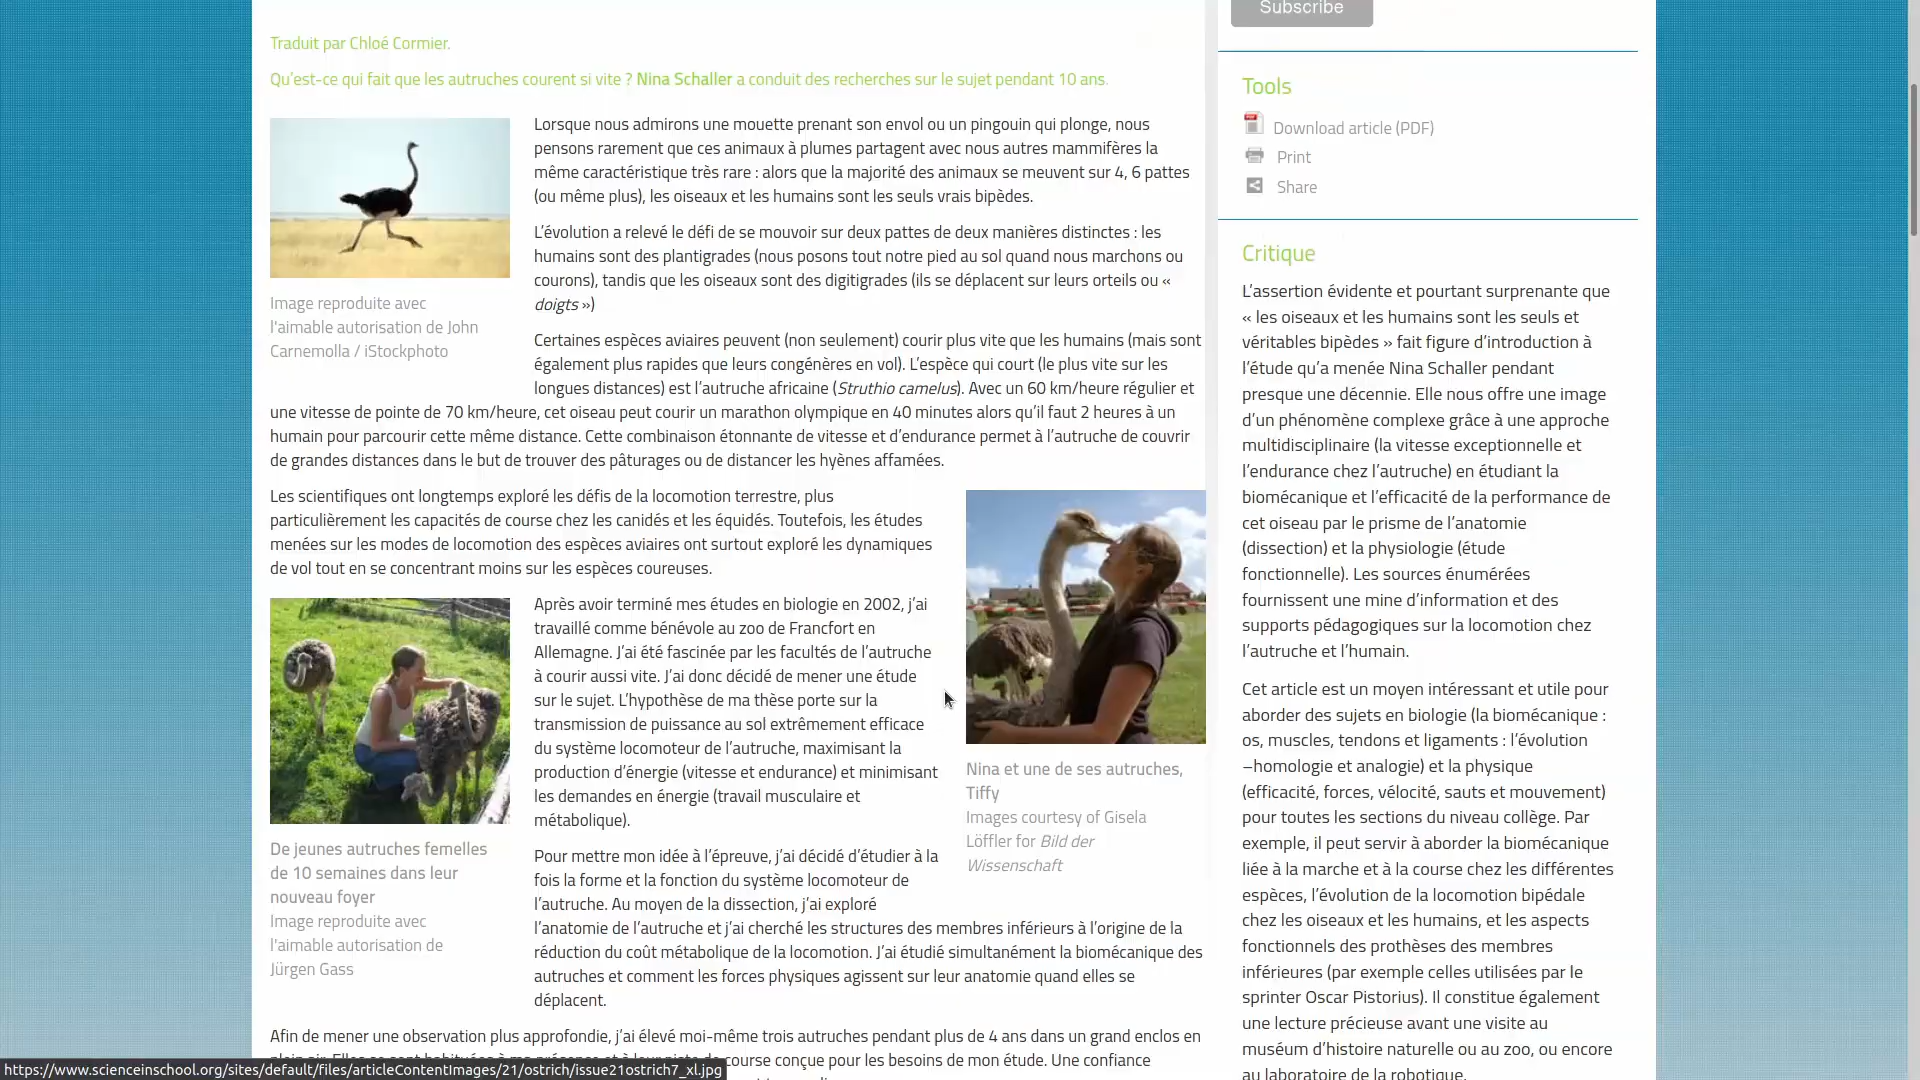 Traduit par Chloé Cormier.
Qu'est-ce qui fait que les autruches courent si vite ? Nina Schaller a conduit des recherches sur le sujet pendant 10 ans.
Lorsque nous admirons une mouette prenant son envol ou un pingouin qui plonge, nous
pensons rarement que ces animaux à plumes partagent avec nous autres mammifères la
même caractéristique très rare : alors que la majorité des animaux se meuvent sur 4, 6 pattes
(ou même plus), les oiseaux et les humains sont les seuls vrais bipèdes.
L'évolution a relevé le défi de se mouvoir sur deux pattes de deux manières distinctes : les
humains sont des plantigrades (nous posons tout notre pied au sol quand nous marchons ou
courons), tandis que les oiseaux sont des digitigrades (ils se déplacent sur leurs orteils ou «
doigts »)
Image reproduite avec
l'aimable autorisation de John
Carnemolla / iStockphoto
Certaines espèces aviaires peuvent (non seulement) courir plus vite que les humains (mais sont
également plus rapides que leurs congénères en vol). L'espèce qui court (le plus vite sur les
longues distances) est l'autruche africaine (Struthio camelus). Avec un 60 km/heure régulier et
une vitesse de pointe de 70 km/heure, cet oiseau peut courir un marathon olympique en 40 minutes alors qu'il faut 2 heures à un
humain pour parcourir cette même distance. Cette combinaison étonnante de vitesse et d'endurance permet à l'autruche de couvrir
de grandes distances dans le but de trouver des pâturages ou de distancer les hyènes affamées.
Les scientifiques ont longtemps exploré les défis de la locomotion terrestre, plus
particulièrement les capacités de course chez les canidés et les équidés. Toutefois, les études
menées sur les modes de locomotion des espèces aviaires ont surtout exploré les dynamiques
de vol tout en se concentrant moins sur les espèces coureuses.
Après avoir terminé mes études en biologie en 2002, j'ai
travaillé comme bénévole au zoo de Francfort en
Allemagne. J'ai été fascinée par les facultés de l'autruche
à courir aussi vite. J'ai donc décidé de mener une étude
sur le sujet. L'hypothèse de ma thèse porte sur la
transmission de puissance au sol extrêmement efficace
du système locomoteur de l'autruche, maximisant la
production d'énergie (vitesse et endurance) et minimisant
les demandes en énergie (travail musculaire et
métabolique).
Nina et une de ses autruches,
Tiffy
Images courtesy of Gisela
Löffler for Bild der
Wissenschaft
De jeunes autruches femelles
de 10 semaines dans leur
nouveau foyer
Image reproduite avec
l'aimable autorisation de
Jürgen Gass
Pour mettre mon idée à l'épreuve, j'ai décidé d'étudier à la
fois la forme et la fonction du système locomoteur de
l'autruche. Au moyen de la dissection, j'ai exploré
l'anatomie de l'autruche et j'ai cherché les structures des membres inférieurs à l'origine de la
réduction du coût métabolique de la locomotion. J'ai étudié simultanément la biomécanique des
autruches et comment les forces physiques agissent sur leur anatomie quand elles se
déplacent.
Afin de mener une observation plus approfondie, j'ai élevé moi-même trois autruches pendant plus de 4 ans dans un grand enclos en
course conçue pour les besoins de mon étude. Une confiance
https://www.scienceinschool.org/sites/default/files/articleContentImages/21/ostrich/issue21ostrich7_xl.jpg
Subscribe
Tools
Download article (PDF)
Print
Share
Critique
L'assertion évidente et pourtant surprenante que
« les oiseaux et les humains sont les seuls et
véritables bipèdes » fait figure d'introduction à
l'étude qu'a menée Nina Schaller pendant
presque une décennie. Elle nous offre une image
d'un phénomène complexe grâce à une approche
multidisciplinaire (la vitesse exceptionnelle et
l'endurance chez l'autruche) en étudiant la
biomécanique et l'efficacité de la performance de
cet oiseau par le prisme de l'anatomie
(dissection) et la physiologie (étude
fonctionnelle). Les sources énumérées
fournissent une mine d'information et des
supports pédagogiques sur la locomotion chez
l'autruche et l'humain.
Cet article est un moyen intéressant et utile pour
aborder des sujets en biologie (la biomécanique :
os, muscles, tendons et ligaments : l'évolution
–homologie et analogie) et la physique
(efficacité, forces, vélocité, sauts et mouvement)
pour toutes les sections du niveau collège. Par
exemple, il peut servir à aborder la biomécanique
liée à la marche et à la course chez les différentes
espèces, l'évolution de la locomotion bipédale
chez les oiseaux et les humains, et les aspects
fonctionnels des prothèses des membres
inférieures (par exemple celles utilisées par le
sprinter Oscar Pistorius). Il constitue également
une lecture précieuse avant une visite au
muséum d'histoire naturelle ou au zoo, ou encore
au laboratoire de la robotique.